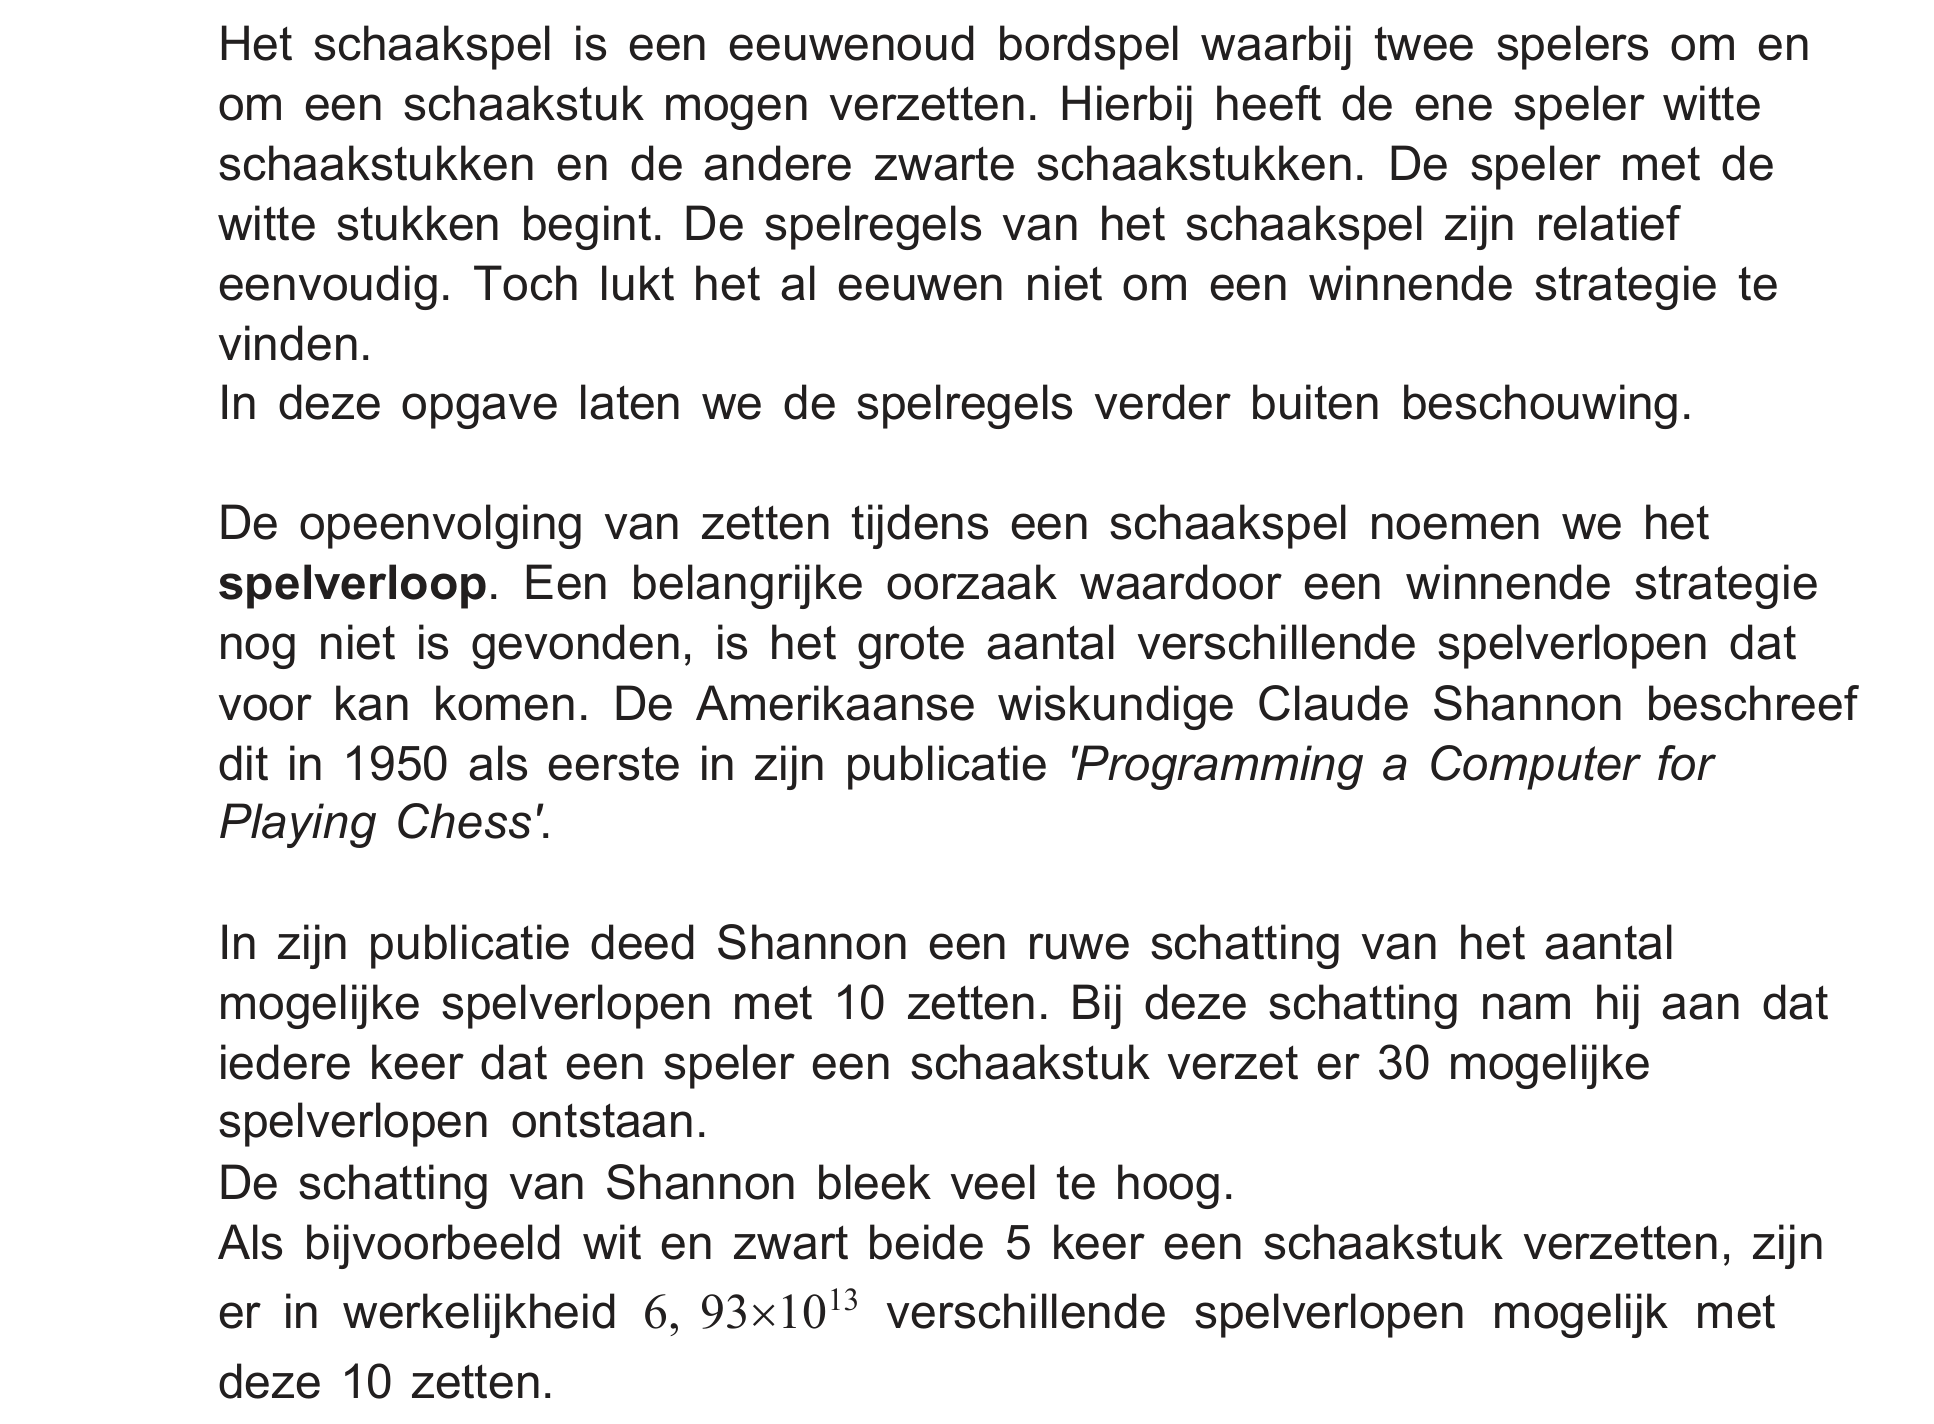 Het schaakspel is een eeuwenoud bordspel waarbij twee spelers om en
om een schaakstuk mogen verzetten. Hierbij heeft de ene speler witte
schaakstukken en de andere zwarte schaakstukken. De speler met de
witte stukken begint. De spelregels van het schaakspel zijn relatief
eenvoudig. Toch lukt het al eeuwen niet om een winnende strategie te
vinden.
In deze opgave laten we de spelregels verder buiten beschouwing.
De opeenvolging van zetten tijdens een schaakspel noemen we het
spelverloop. Een belangrijke oorzaak waardoor een winnende strategie
nog niet is gevonden, is het grote aantal verschillende spelverlopen dat
voor kan komen. De Amerikaanse wiskundige Claude Shannon beschreef
dit in 1950 als eerste in zijn publicatie 'Programming a Computer for
Playing Chess'.
In zijn publicatie deed Shannon een ruwe schatting van het aantal
mogelijke spelverlopen met 10 zetten. Bij deze schatting nam hij aan dat
iedere keer dat een speler een schaakstuk verzet er 30 mogelijke
spelverlopen ontstaan.
De schatting van Shannon bleek veel te hoog.
Als bijvoorbeeld wit en zwart beide 5 keer een schaakstuk verzetten, zijn
er in werkelijkheid 6, 93×10¹³ verschillende spelverlopen mogelijk met
deze 10 zetten.